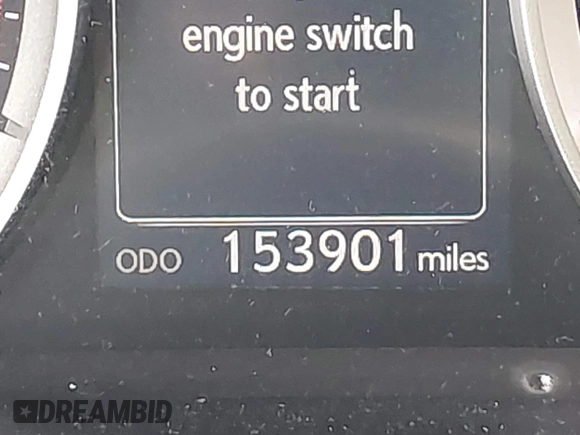 engine switch
to start
ODO 153901 miles
DREAMBID